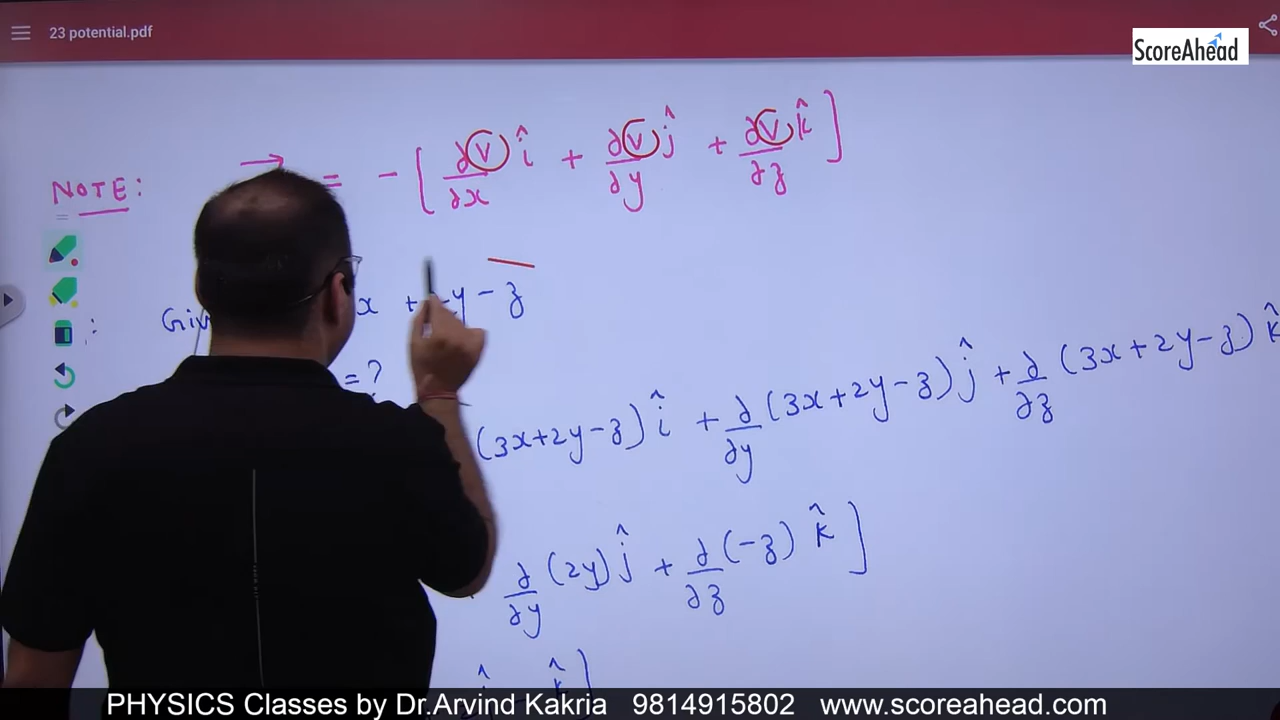 23 potential.pdf
ScoreAhead
NOTE: = - [ ∂V/∂x î + ∂V/∂y ĵ + ∂V/∂z k̂ ]
: Giv x + y - z
= ?
(3x+2y-z) î + ∂/∂y (3x+2y-z) ĵ + ∂/∂z (3x+2y-z) k̂
∂/∂y (2y) ĵ + ∂/∂z (-z) k̂ ]
k̂ ]
PHYSICS Classes by Dr.Arvind Kakria 9814915802 www.scoreahead.com